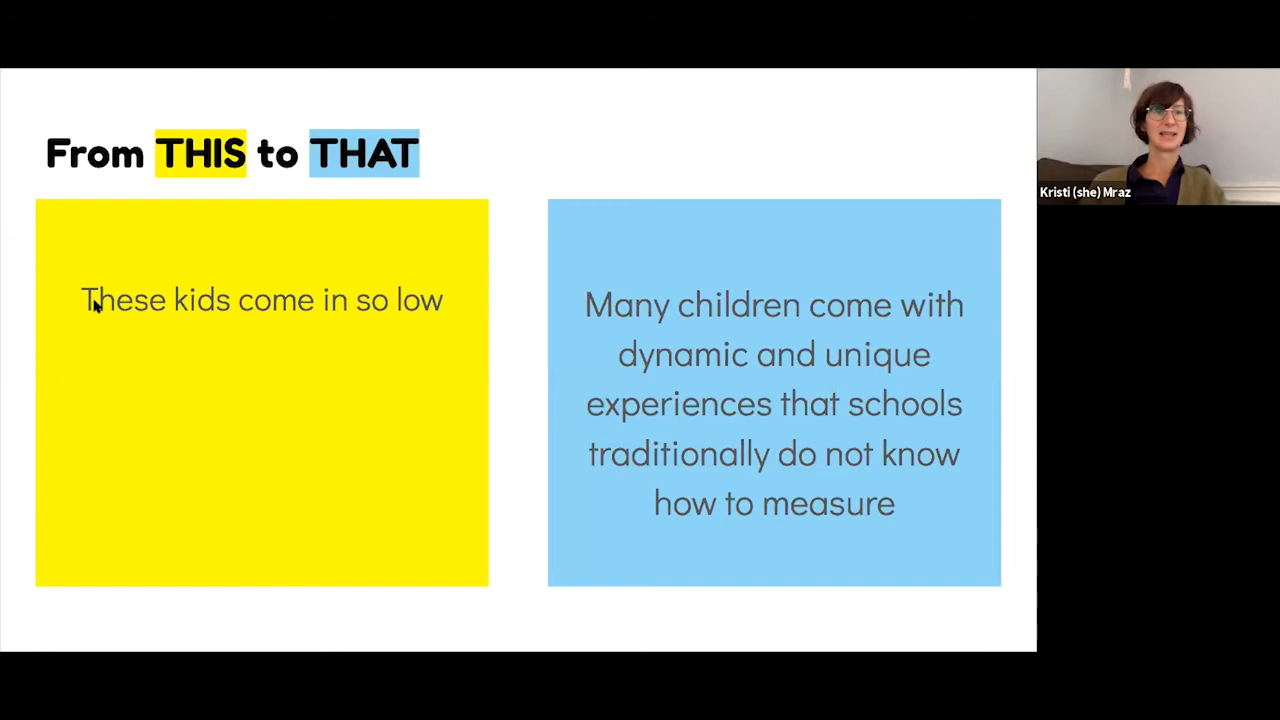 From THIS to THAT
These kids come in so low
Many children come with
dynamic and unique
experiences that schools
traditionally do not know
how to measure
Kristi (she) Mraz